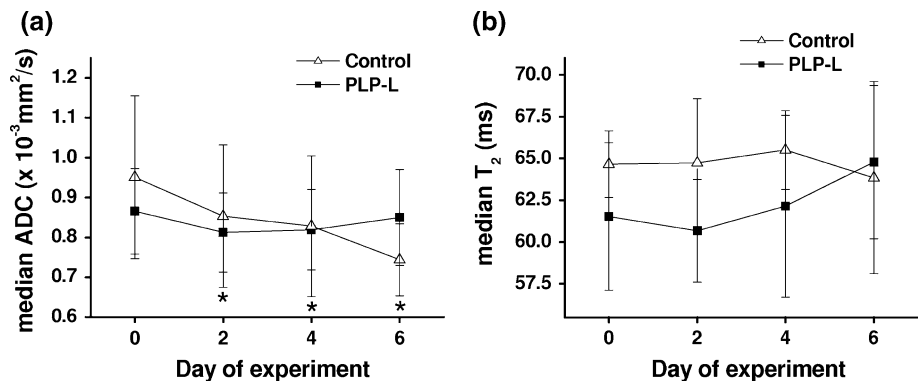 (a)
Control
PLP-L
median ADC (x 10⁻³mm²/s)
1.2
1.1
1.0
0.9
0.8
0.7
0.6
* * *
0 2 4 6
Day of experiment
(b)
Control
PLP-L
median T₂ (ms)
70.0
67.5
65.0
62.5
60.0
57.5
0 2 4 6
Day of experiment